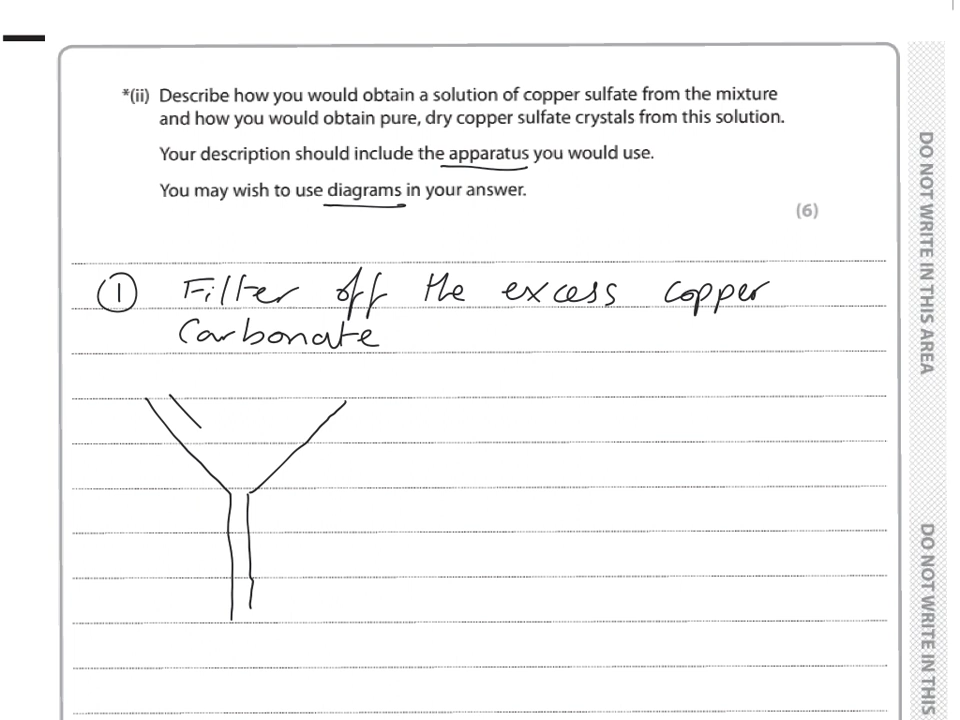 *(ii) Describe how you would obtain a solution of copper sulfate from the mixture
and how you would obtain pure, dry copper sulfate crystals from this solution.
Your description should include the apparatus you would use.
You may wish to use diagrams in your answer.
(6)
① Filter off the excess copper
Carbonate
DO NOT WRITE IN THIS AREA
DO NOT WRITE IN THIS